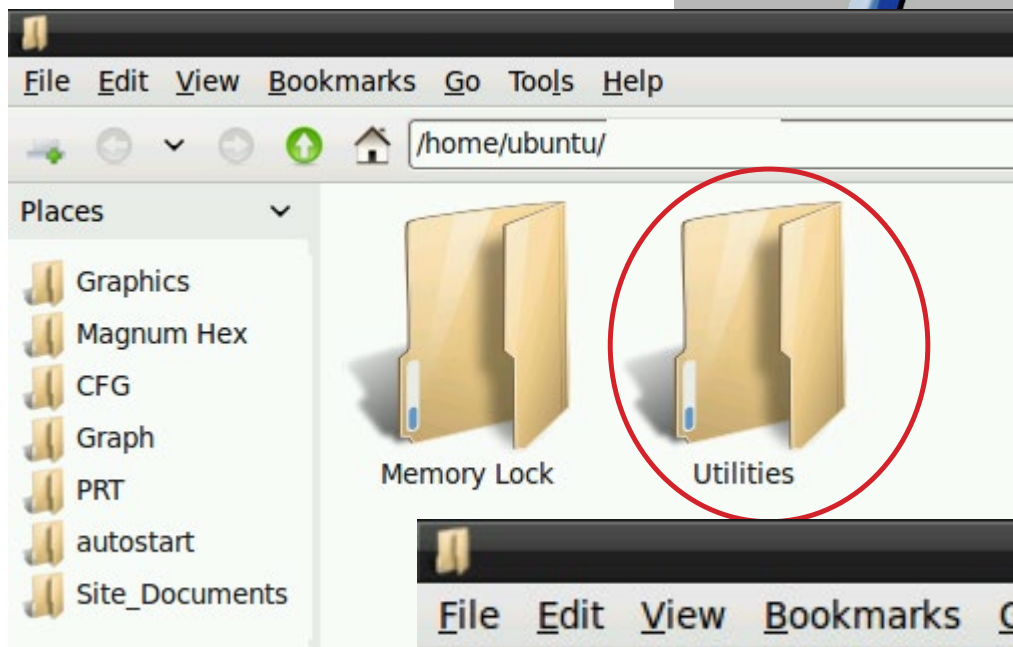 File Edit View Bookmarks Go Tools Help
/home/ubuntu/
Places
Graphics
Magnum Hex
CFG
Graph
PRT
autostart
Site_Documents
Memory Lock
Utilities
File Edit View Bookmarks